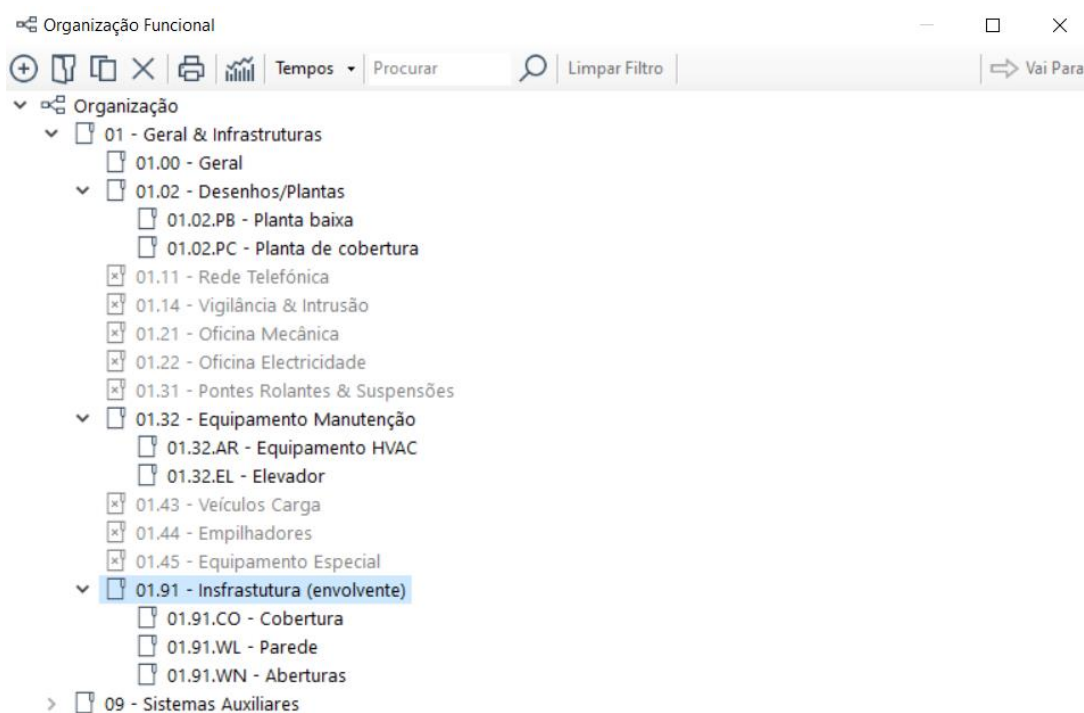 Organização Funcional
Tempos Procurar Limpar Filtro Vai Para
Organização
01 - Geral & Infrastruturas
01.00 - Geral
01.02 - Desenhos/Plantas
01.02.PB - Planta baixa
01.02.PC - Planta de cobertura
01.11 - Rede Telefónica
01.14 - Vigilância & Intrusão
01.21 - Oficina Mecânica
01.22 - Oficina Electricidade
01.31 - Pontes Rolantes & Suspensões
01.32 - Equipamento Manutenção
01.32.AR - Equipamento HVAC
01.32.EL - Elevador
01.43 - Veículos Carga
01.44 - Empilhadores
01.45 - Equipamento Especial
01.91 - Insfrastutura (envolvente)
01.91.CO - Cobertura
01.91.WL - Parede
01.91.WN - Aberturas
09 - Sistemas Auxiliares